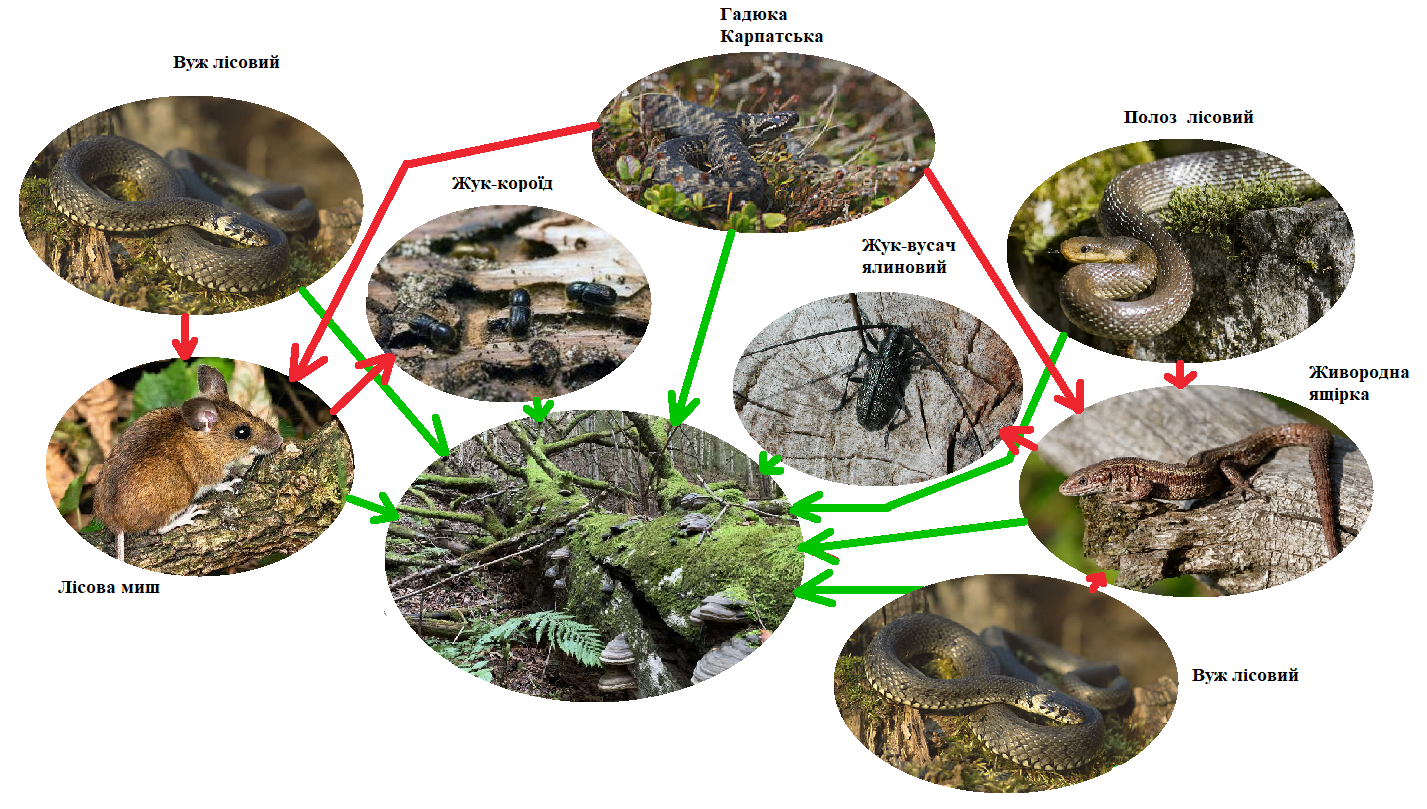 Гадюка
Карпатська
Вуж лісовий
Полоз  лісовий
Жук-короїд
Жук-вусач
ялиновий
Живородна
ящірка
Лісова миш
Вуж лісовий